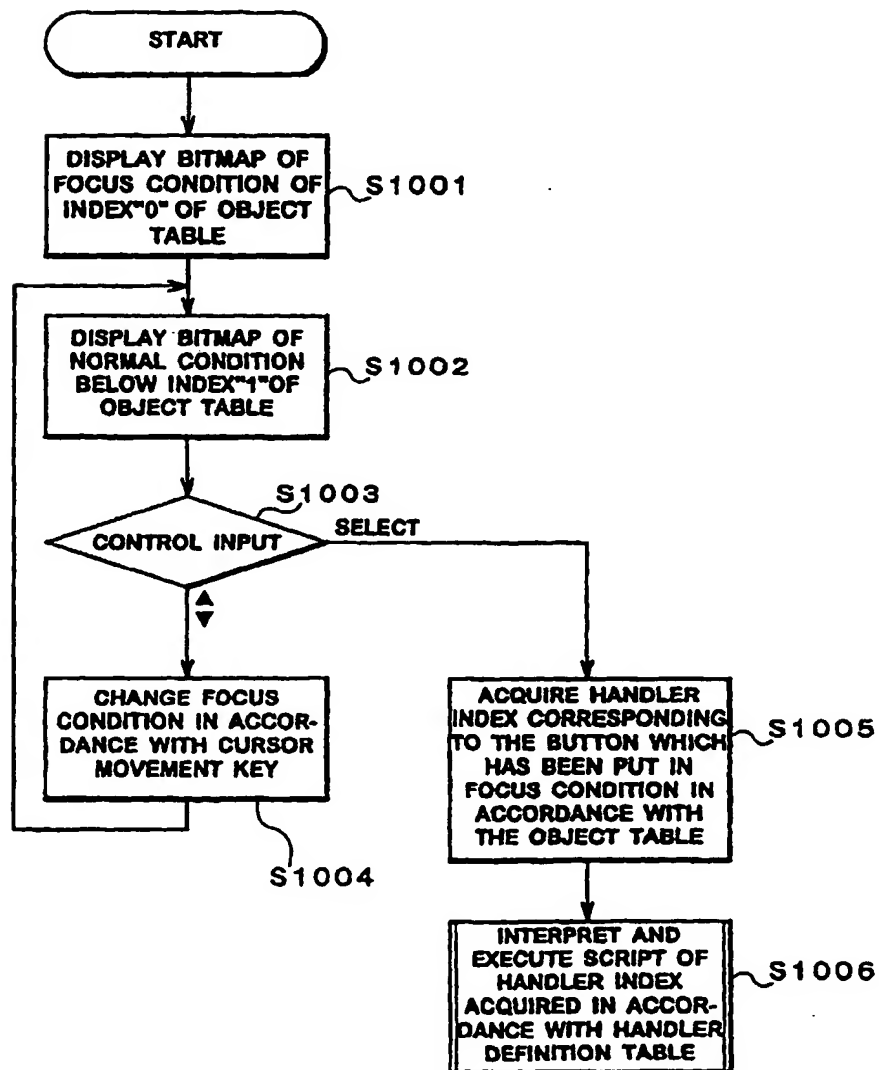 START
DISPLAY BITMAP OF
FOCUS CONDITION OF
INDEX"0" OF OBJECT
TABLE
S1001
DISPLAY BITMAP OF
NORMAL CONDITION
BELOW INDEX"1"OF
OBJECT TABLE
S1002
S1003
CONTROL INPUT
SELECT
CHANGE FOCUS
CONDITION IN ACCOR-
DANCE WITH CURSOR
MOVEMENT KEY
S1004
ACQUIRE HANDLER
INDEX CORRESPONDING
TO THE BUTTON WHICH
HAS BEEN PUT IN
FOCUS CONDITION IN
ACCORDANCE WITH
THE OBJECT TABLE
S1005
INTERPRET AND
EXECUTE SCRIPT OF
HANDLER INDEX
ACQUIRED IN ACCOR-
DANCE WITH HANDLER
DEFINITION TABLE
S1006